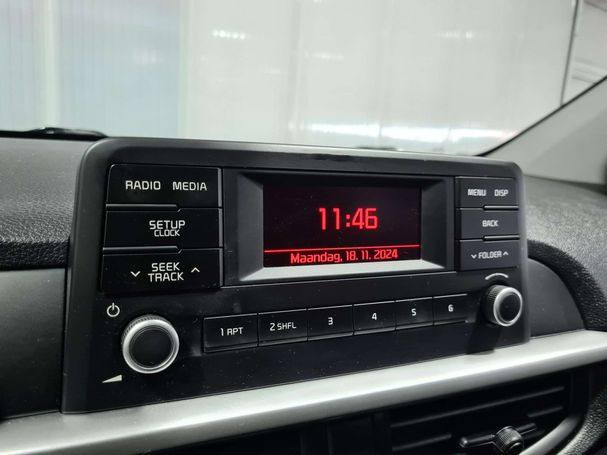 RADIO MEDIA
SETUP
CLOCK
SEEK
TRACK
11:46
Maandag, 18. 11. 2024
MENU DISP
BACK
FOLDER
1 RPT 2 SHFL 3 4 5 6